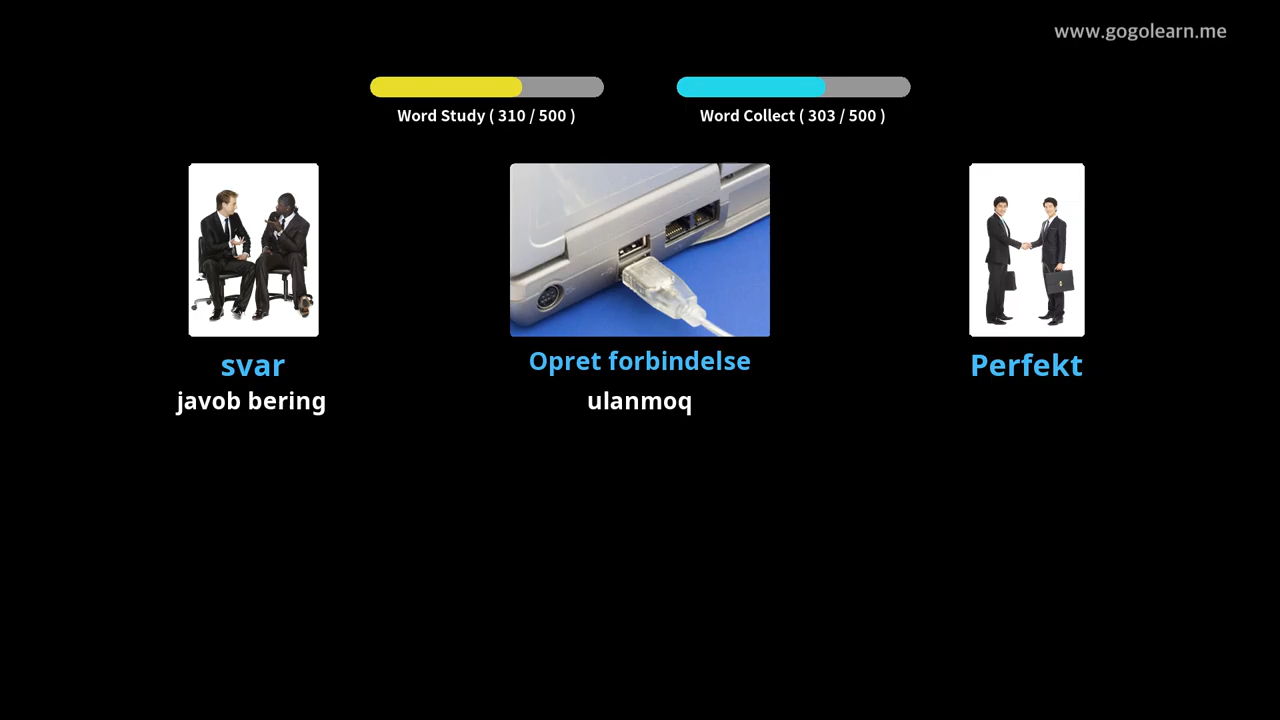 www.gogolearn.me
Word Study ( 310 / 500 )
Word Collect ( 303 / 500 )
svar
javob bering
Opret forbindelse
ulanmoq
Perfekt